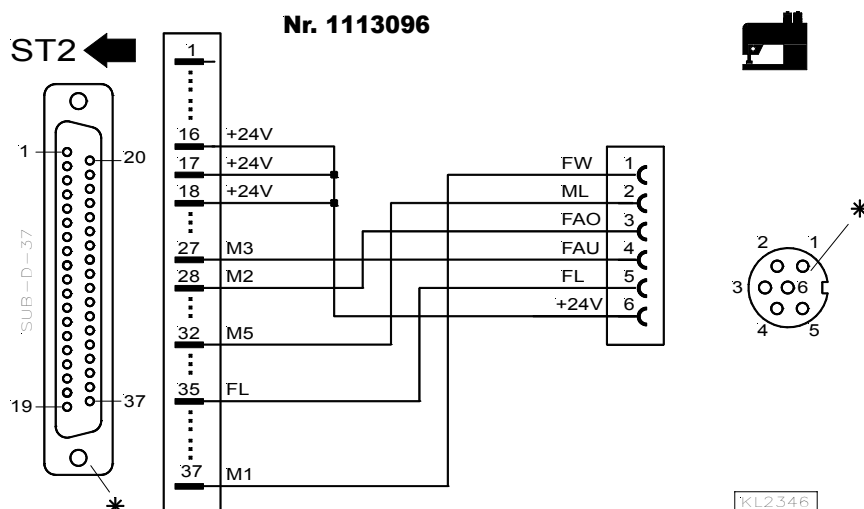 Nr. 1113096
ST2
1
20
19
37
SUB-D-37
1
16 +24V
17 +24V
18 +24V
27 M3
28 M2
32 M5
35 FL
37 M1
FW 1
ML 2
FAO 3
FAU 4
FL 5
+24V 6
*
2 1
3 6
4 5
*
KL2346